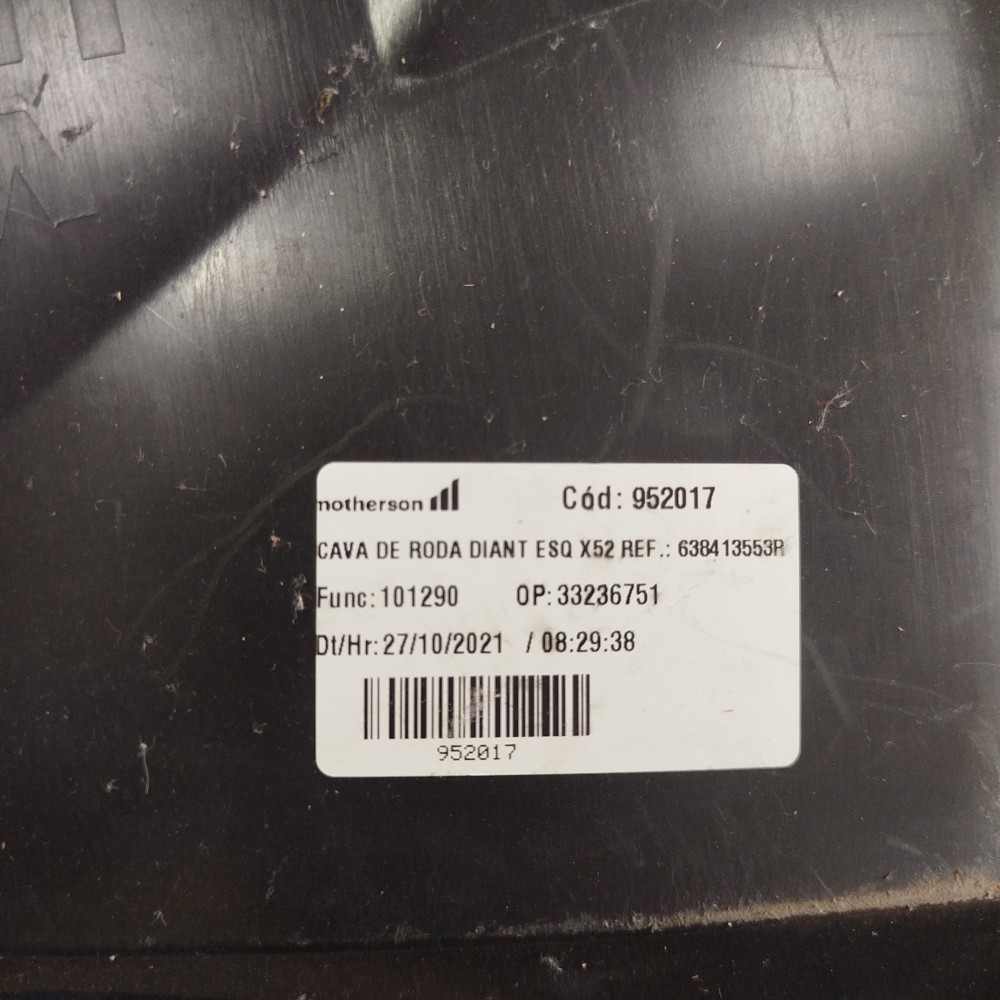 motherson Cód: 952017
CAVA DE RODA DIANT ESQ X52 REF.: 638413553R
Func: 101290 OP: 33236751
Dt/Hr: 27/10/2021 / 08:29:38
952017